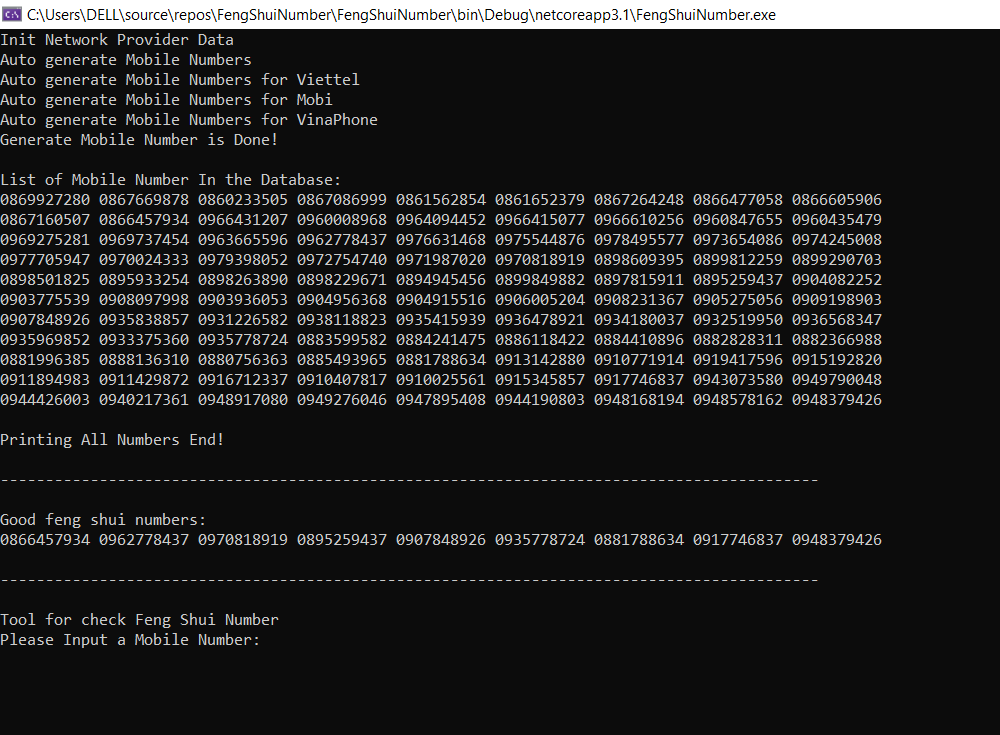 C:\Users\DELL\source\repos\FengShuiNumber\FengShuiNumber\bin\Debug\netcoreapp3.1\FengShuiNumber.exe
Init Network Provider Data
Auto generate Mobile Numbers
Auto generate Mobile Numbers for Viettel
Auto generate Mobile Numbers for Mobi
Auto generate Mobile Numbers for VinaPhone
Generate Mobile Number is Done!
List of Mobile Number In the Database:
0869927280 0867669878 0860233505 0867086999 0861562854 0861652379 0867264248 0866477058 0866605906
0867160507 0866457934 0966431207 0960008968 0964094452 0966415077 0966610256 0960847655 0960435479
0969275281 0969737454 0963665596 0962778437 0976631468 0975544876 0978495577 0973654086 0974245008
0977705947 0970024333 0979398052 0972754740 0971987020 0970818919 0898609395 0899812259 0899290703
0898501825 0895933254 0898263890 0898229671 0894945456 0899849882 0897815911 0895259437 0904082252
0903775539 0908097998 0903936053 0904956368 0904915516 0906005204 0908231367 0905275056 0909198903
0907848926 0935838857 0931226582 0938118823 0935415939 0936478921 0934180037 0932519950 0936568347
0935969852 0933375360 0935778724 0883599582 0884241475 0886118422 0884410896 0882828311 0882366988
0881996385 0888136310 0880756363 0885493965 0881788634 0913142880 0910771914 0919417596 0915192820
0911894983 0911429872 0916712337 0910407817 0910025561 0915345857 0917746837 0943073580 0949790048
0944426003 0940217361 0948917080 0949276046 0947895408 0944190803 0948168194 0948578162 0948379426
Printing All Numbers End!
-------------------------------------------------------------------------------------------
Good feng shui numbers:
0866457934 0962778437 0970818919 0895259437 0907848926 0935778724 0881788634 0917746837 0948379426
-------------------------------------------------------------------------------------------
Tool for check Feng Shui Number
Please Input a Mobile Number: